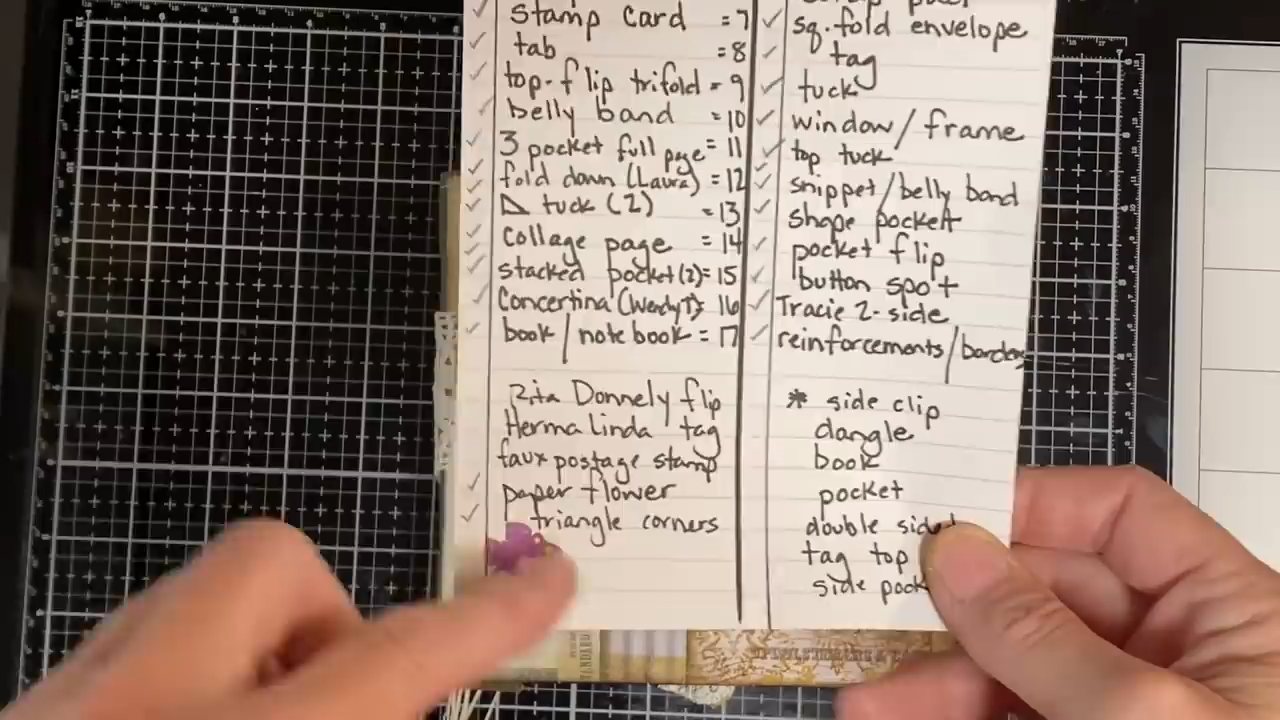 stamp card =7
tab =8
top-flip trifold = 9
belly band =10
3 pocket full page = 11
fold down (Laura) = 12
tuck (2) =13
collage page = 14
stacked pocket(2)= 15
Concertina (WendyT)= 16
book / notebook = 17
Rita Donnely flip
Herma Linda tag
faux postage stamp
paper flower
triangle corners
sq. fold envelope
tag
tuck
window / frame
top tuck
snippet / belly band
shape pocket
pocket flip
button spot
Tracie 2-side
reinforcements / borders
* side clip
dangle
book
pocket
double sided
tag top
side pock